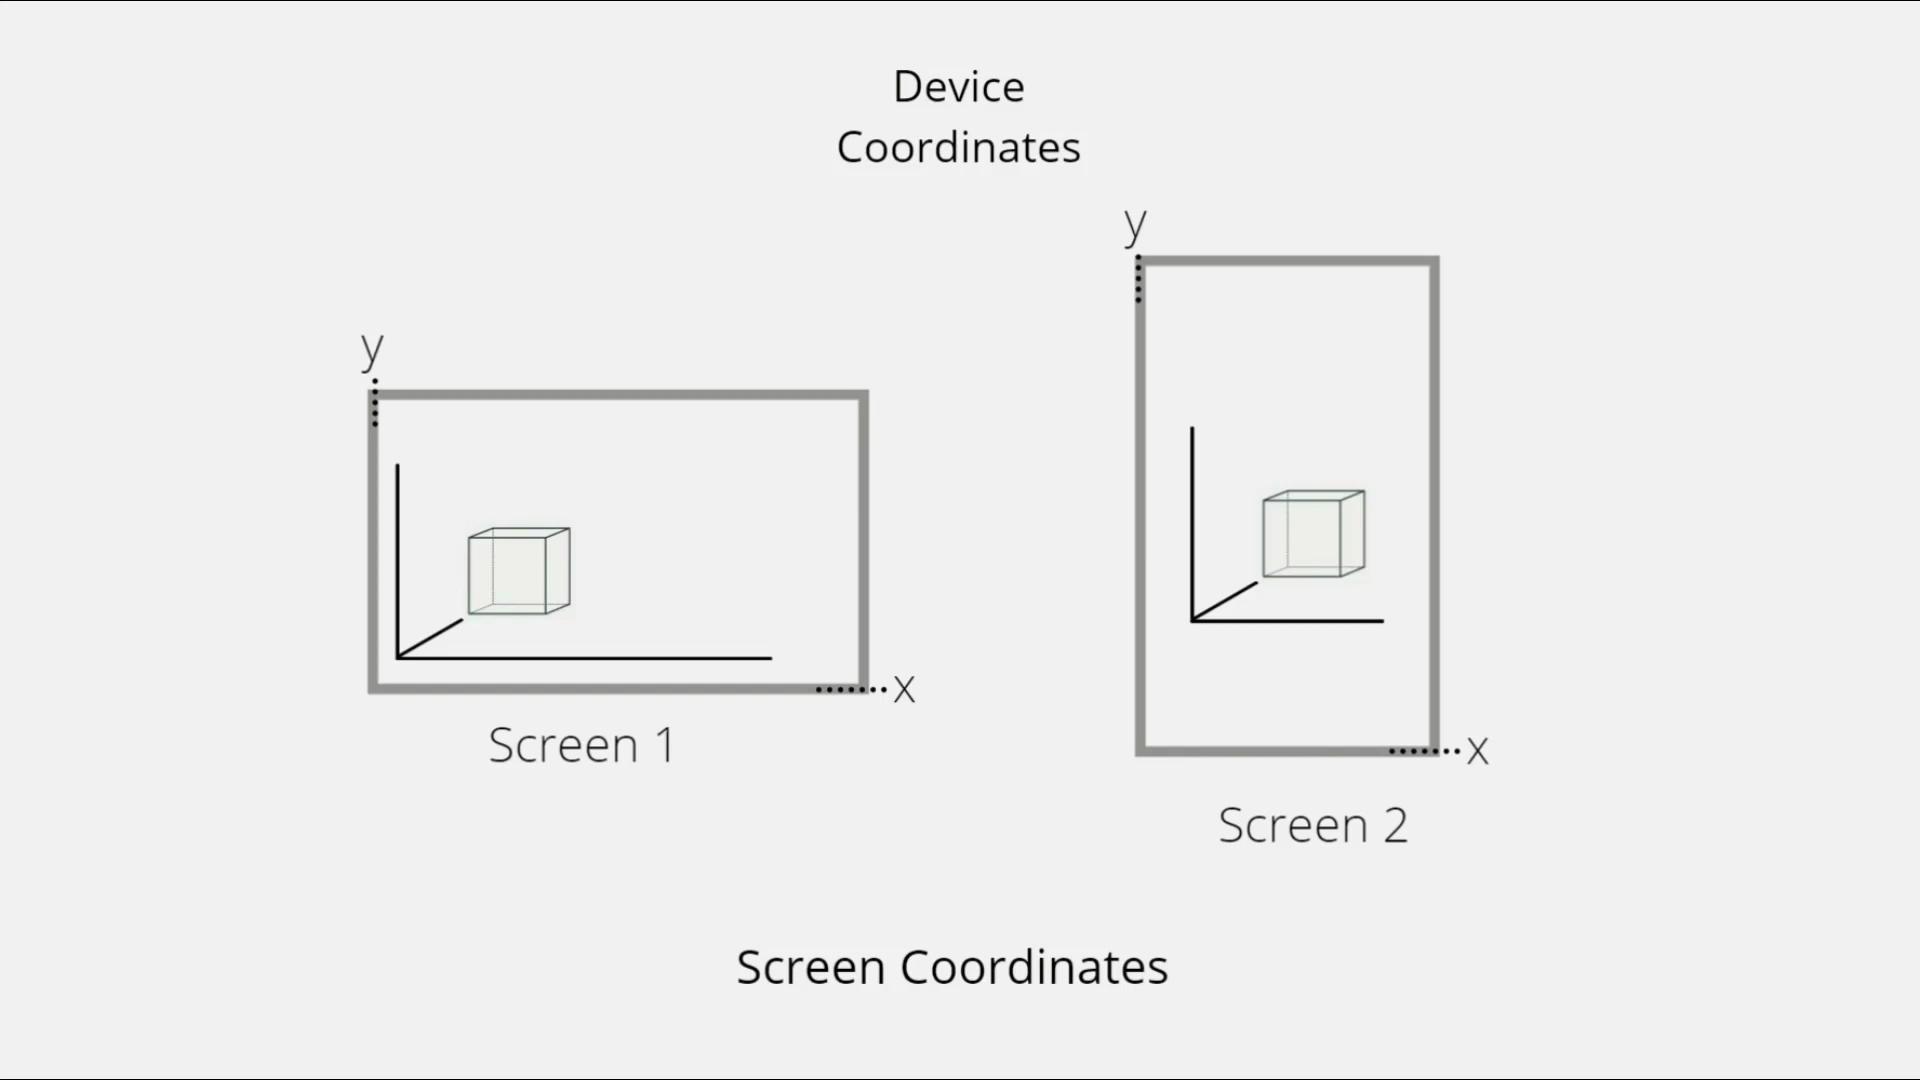 Device
Coordinates
y
y
x
Screen 1
x
Screen 2
Screen Coordinates